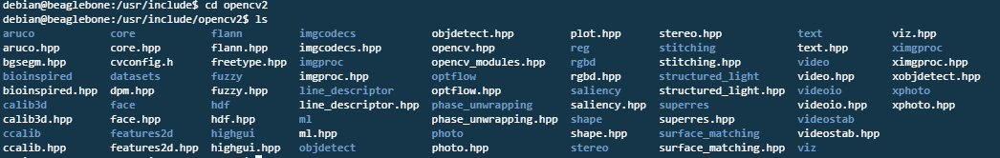 debian@beaglebone:/usr/include$ cd opencv2
debian@beaglebone:/usr/include/opencv2$ ls
aruco core flann imgcodecs objdetect.hpp plot.hpp stereo.hpp text viz.hpp
aruco.hpp core.hpp flann.hpp imgcodecs.hpp opencv.hpp reg stitching text.hpp ximgproc
bgsegm.hpp cvconfig.h freetype.hpp imgproc opencv_modules.hpp rgbd stitching.hpp video ximgproc.hpp
bioinspired datasets fuzzy imgproc.hpp optflow rgbd.hpp structured_light video.hpp xobjdetect.hpp
bioinspired.hpp dpm.hpp fuzzy.hpp line_descriptor optflow.hpp saliency structured_light.hpp videoio xphoto
calib3d face hdf line_descriptor.hpp phase_unwrapping saliency.hpp superres videoio.hpp xphoto.hpp
calib3d.hpp face.hpp hdf.hpp ml phase_unwrapping.hpp shape superres.hpp videostab
ccalib features2d highgui ml.hpp photo shape.hpp surface_matching videostab.hpp
ccalib.hpp features2d.hpp highgui.hpp objdetect photo.hpp stereo surface_matching.hpp viz